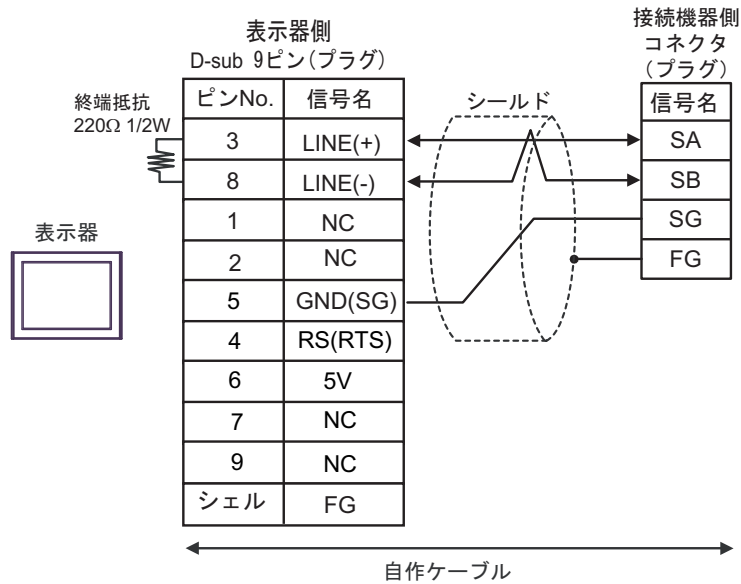 表示器側
D-sub 9ピン(プラグ)
接続機器側
コネクタ
(プラグ)
終端抵抗
220Ω 1/2W
ピンNo. 信号名
シールド
信号名
3 LINE(+)
SA
8 LINE(-)
SB
1 NC
SG
表示器
2 NC
FG
5 GND(SG)
4 RS(RTS)
6 5V
7 NC
9 NC
シェル FG
自作ケーブル